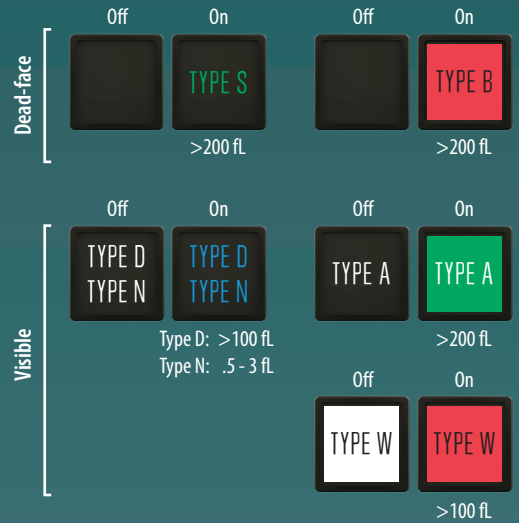 Off On Off On
Dead-face
TYPE S TYPE B
>200 fL >200 fL
Off On Off On
Visible
TYPE D TYPE D TYPE A TYPE A
TYPE N TYPE N
Type D: >100 fL >200 fL
Type N: .5 - 3 fL
Off On
TYPE W TYPE W
>100 fL